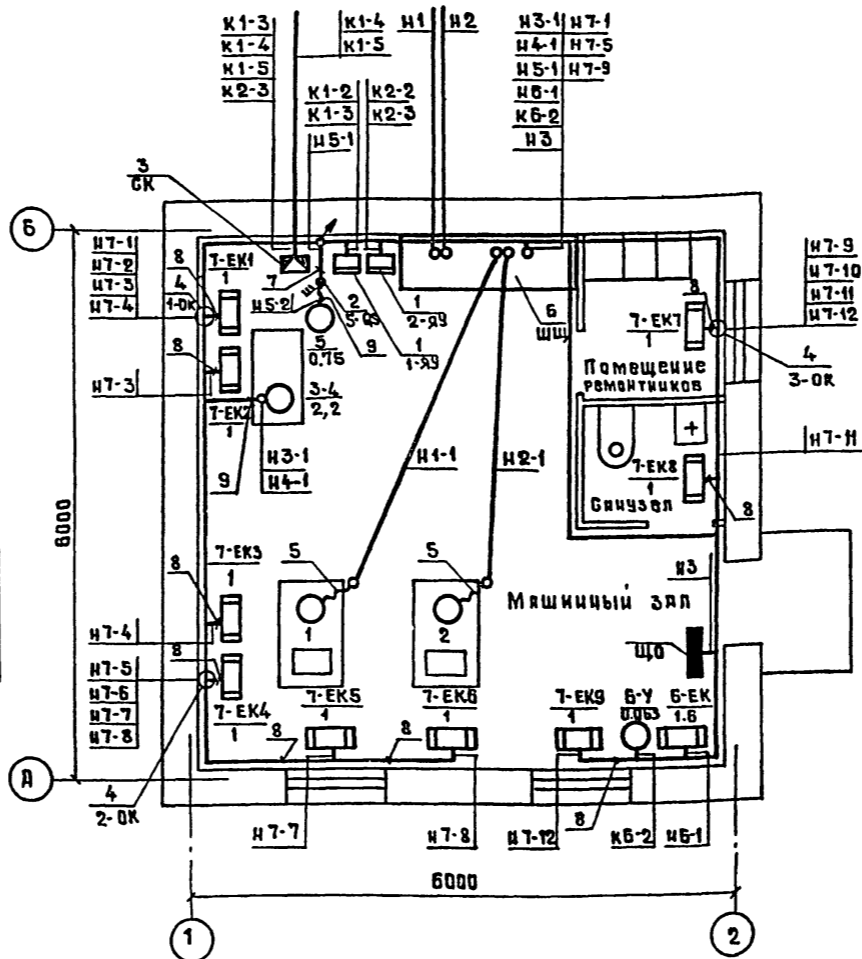 К1-3
К1-4
К1-5
К2-3
К1-4
К1-5
К1-2
К1-3
Н5-1
К2-2
К2-3
Н1
Н2
Н3-1
Н4-1
Н5-1
Н6-1
К6-2
Н3
Н7-1
Н7-5
Н7-9
3
СК
Б
Н7-1
Н7-2
Н7-3
Н7-4
8
4
1-ОК
7-ЕК1
1
7
Н5-2
Ш
2
5
0.75
9
1
2-ЯУ
1
1-ЯУ
6
ЩЩ
8
7-ЕК7
1
Н7-9
Н7-10
Н7-11
Н7-12
4
3-ОК
Помещение
ремонтников
8
Н7-3
7-ЕК2
1
3-4
2,2
9
Н3-1
Н4-1
Н1-1
Н2-1
7-ЕК8
1
8
Санузел
Н7-11
6000
7-ЕК3
1
8
Н7-4
5
1
5
2
Машинный зал
Н3
ЩО
Н7-5
Н7-6
Н7-7
Н7-8
8
7-ЕК4
1
7-ЕК5
1
7-ЕК6
1
7-ЕК9
1
6-У
0.063
6-ЕК
1.6
8
8
8
А
4
2-ОК
Н7-7
Н7-8
Н7-12
К6-2
Н6-1
6000
1
2